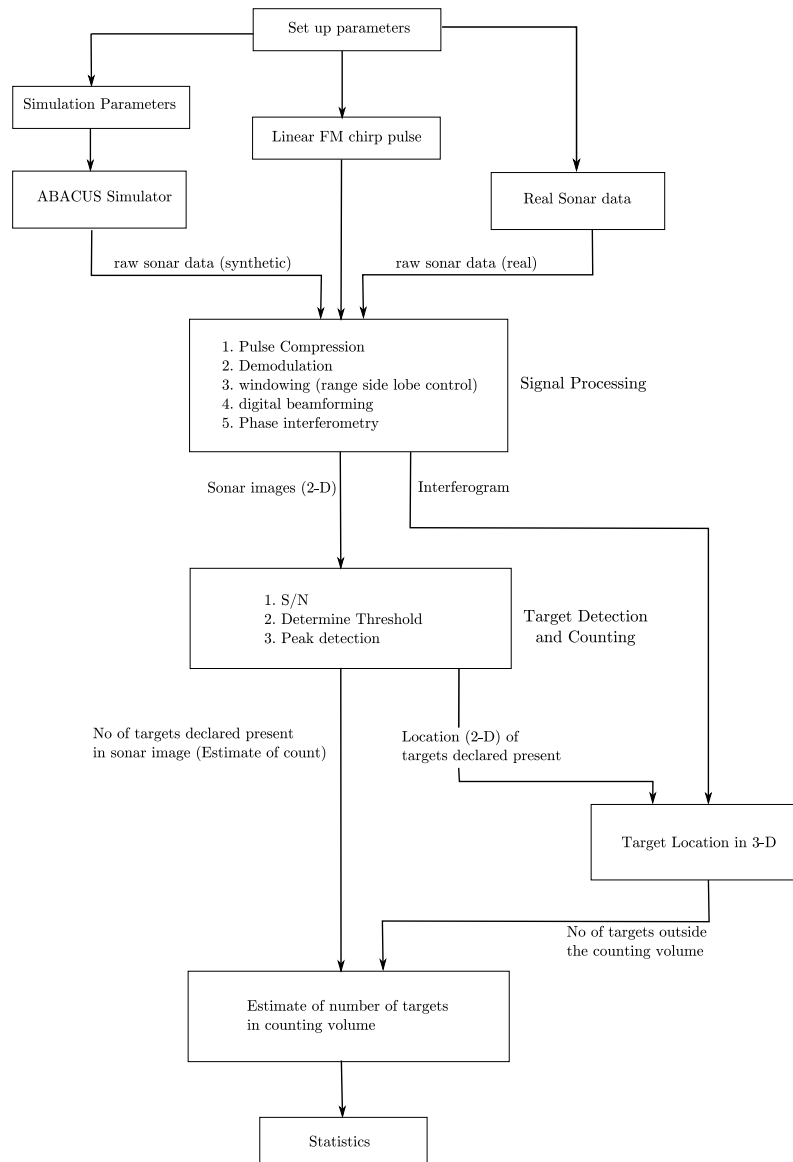 Set up parameters
Simulation Parameters
Linear FM chirp pulse
ABACUS Simulator
Real Sonar data
raw sonar data (synthetic)
raw sonar data (real)
1. Pulse Compression
2. Demodulation
3. windowing (range side lobe control)
4. digital beamforming
5. Phase interferometry
Signal Processing
Sonar images (2-D)
Interferogram
1. S/N
2. Determine Threshold
3. Peak detection
Target Detection
and Counting
No of targets declared present
in sonar image (Estimate of count)
Location (2-D) of
targets declared present
Target Location in 3-D
No of targets outside
the counting volume
Estimate of number of targets
in counting volume
Statistics